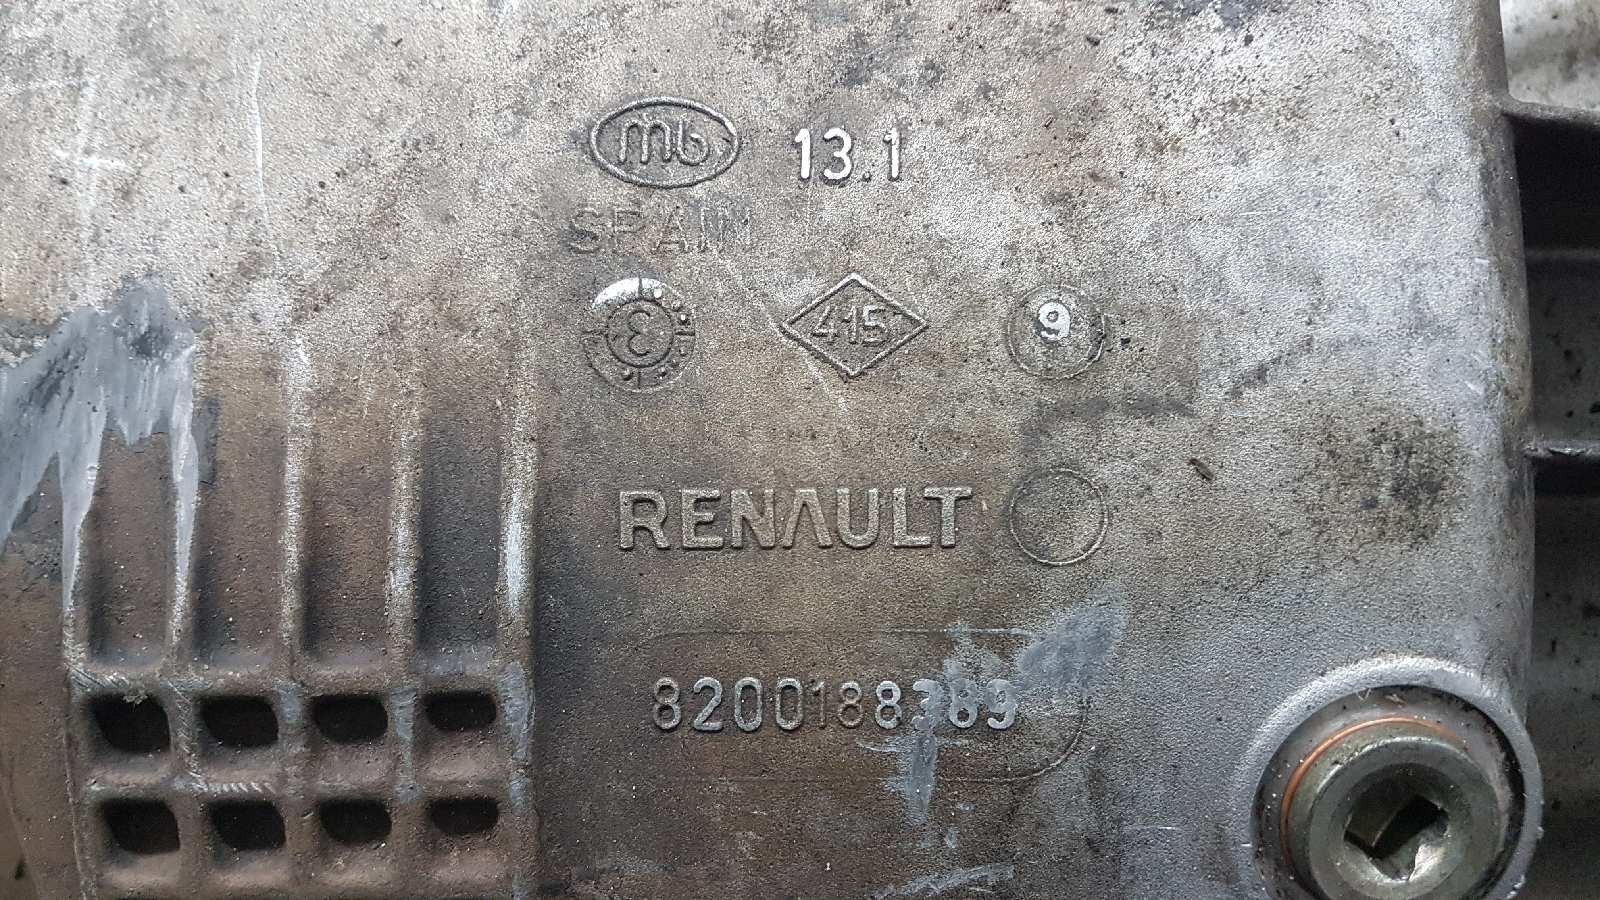 mb 13.1
SPAIN
3 415 9
RENAULT
8200188389